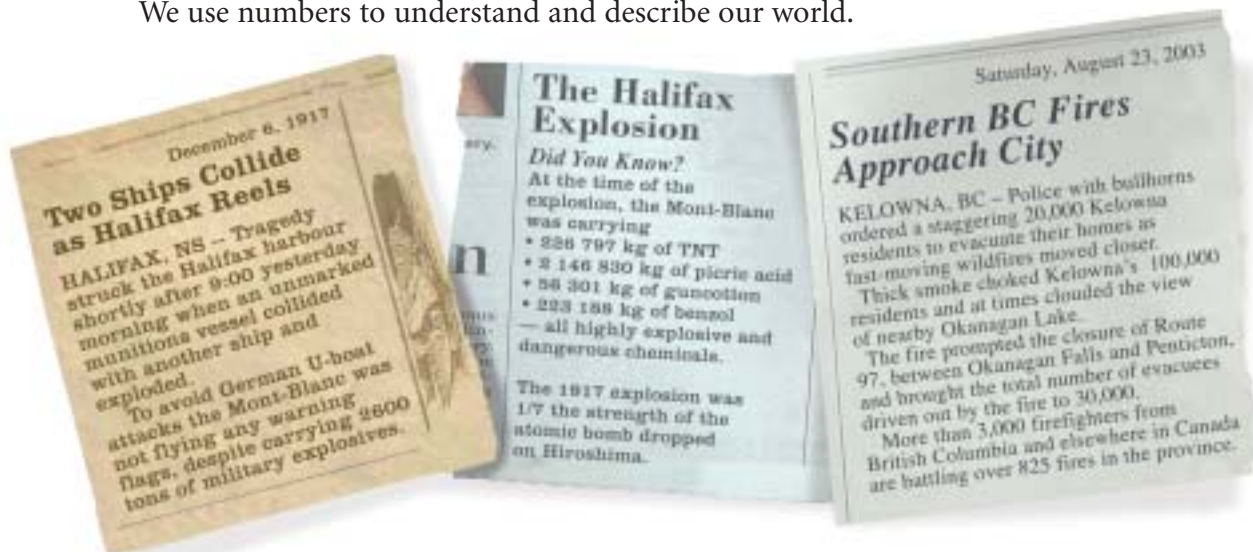 We use numbers to understand and describe our world.
December 6, 1917
Two Ships Collide
as Halifax Reels
HALIFAX, NS – Tragedy
struck the Halifax harbour
shortly after 9:00 yesterday
morning when an unmarked
munitions vessel collided
with another ship and
exploded.
To avoid German U-boat
attacks the Mont-Blanc was
not flying any warning
flags, despite carrying 2600
tons of military explosives.
ery.
n
The Halifax
Explosion
Did You Know?
At the time of the
explosion, the Mont-Blanc
was carrying
• 226 797 kg of TNT
• 2 146 830 kg of picric acid
• 56 301 kg of guncotton
• 223 188 kg of benzol
— all highly explosive and
dangerous chemicals.
The 1917 explosion was
1/7 the strength of the
atomic bomb dropped
on Hiroshima.
Saturday, August 23, 2003
Southern BC Fires
Approach City
KELOWNA, BC – Police with bullhorns
ordered a staggering 20,000 Kelowna
residents to evacuate their homes as
fast-moving wildfires moved closer.
Thick smoke choked Kelowna's 100,000
residents and at times clouded the view
of nearby Okanagan Lake.
The fire prompted the closure of Route
97, between Okanagan Falls and Penticton,
and brought the total number of evacuees
driven out by the fire to 30,000.
More than 3,000 firefighters from
British Columbia and elsewhere in Canada
are battling over 825 fires in the province.